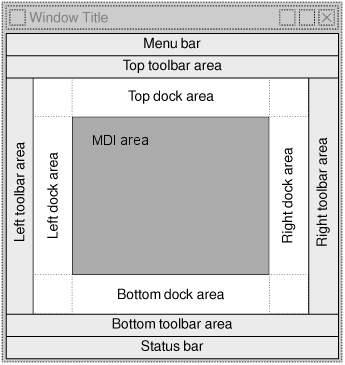 Window Title
Menu bar
Top toolbar area
Top dock area
MDI area
Left toolbar area
Left dock area
Right dock area
Right toolbar area
Bottom dock area
Bottom toolbar area
Status bar